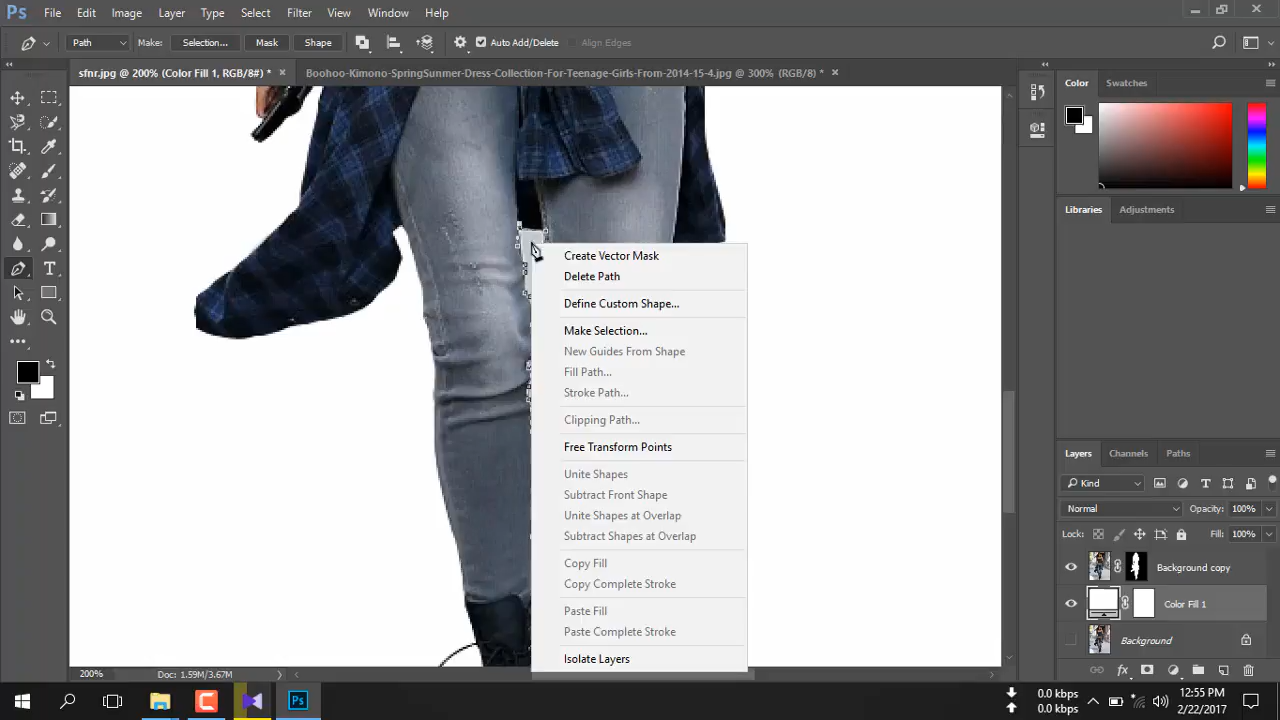 Ps File Edit Image Layer Type Select Filter View Window Help
Path Make: Selection... Mask Shape Auto Add/Delete Align Edges
sfnr.jpg @ 200% (Color Fill 1, RGB/8#) * × Boohoo-Kimono-SpringSummer-Dress-Collection-For-Teenage-Girls-From-2014-15-4.jpg @ 300% (RGB/8) * ×
Color Swatches
Libraries Adjustments
Create Vector Mask
Delete Path
Define Custom Shape...
Make Selection...
New Guides From Shape
Fill Path...
Stroke Path...
Clipping Path...
Free Transform Points
Unite Shapes
Subtract Front Shape
Unite Shapes at Overlap
Subtract Shapes at Overlap
Copy Fill
Copy Complete Stroke
Paste Fill
Paste Complete Stroke
Isolate Layers
Layers Channels Paths
Kind
Normal Opacity: 100%
Lock: Fill: 100%
Background copy
Color Fill 1
Background
200% Doc: 1.59M/3.67M
Ps 0.0 kbps 0.0 kbps 12:55 PM 2/22/2017